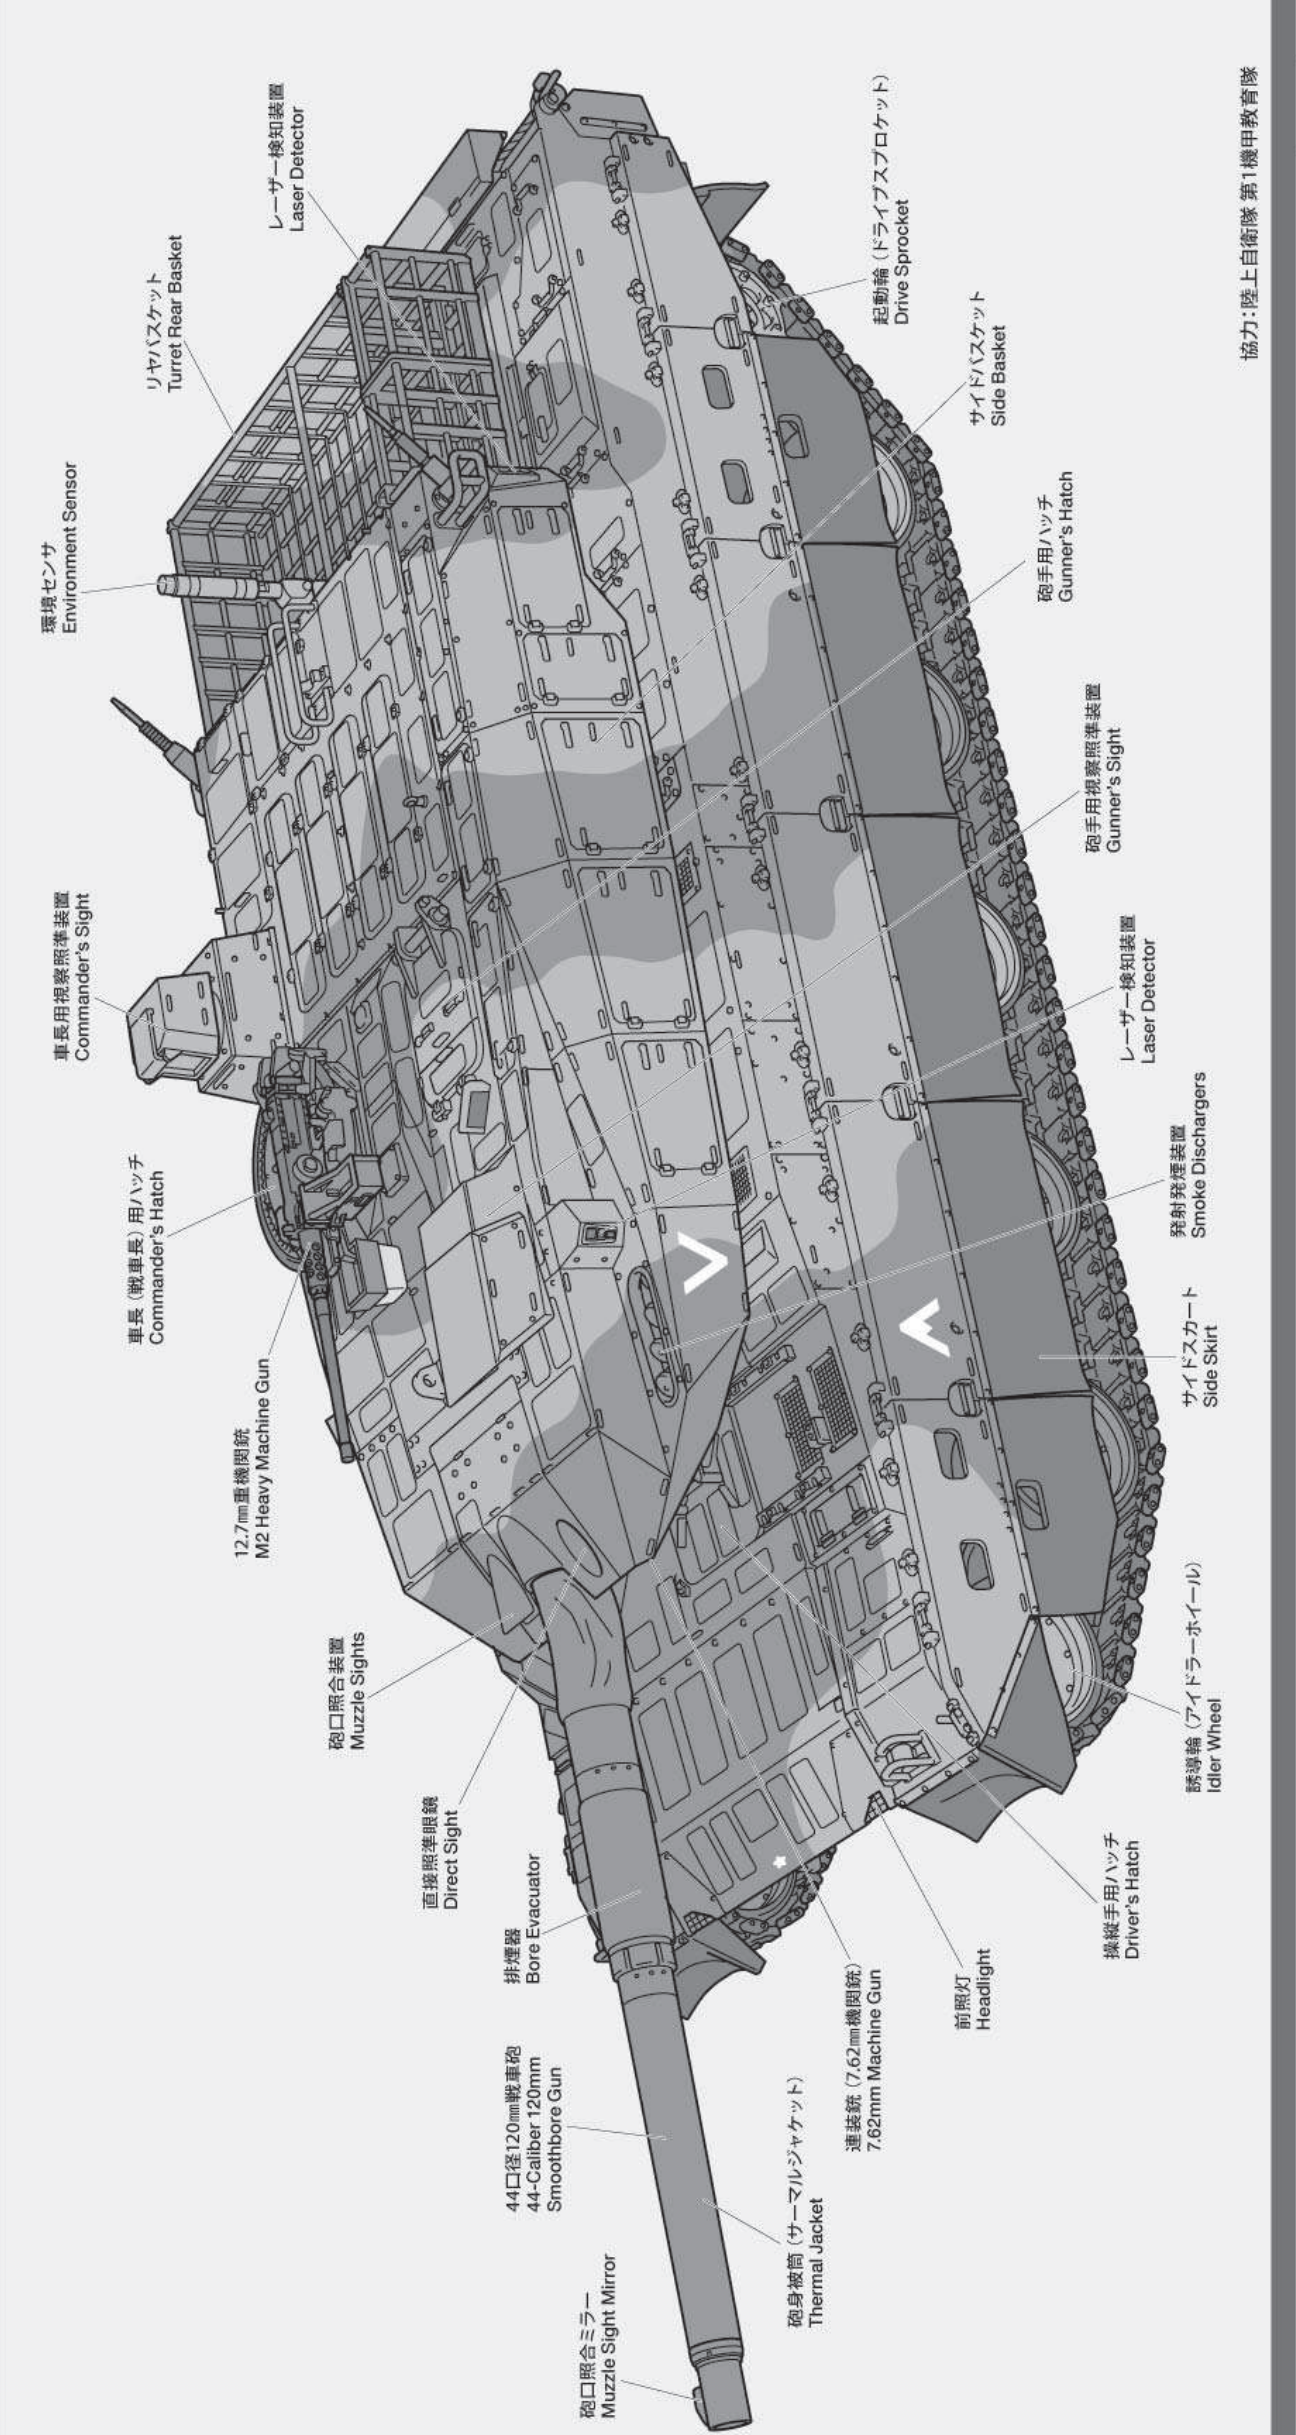 環境センサ
Environment Sensor
リヤバスケット
Turret Rear Basket
レーザー検知装置
Laser Detector
車長用視察照準装置
Commander's Sight
車長（戦車長）用ハッチ
Commander's Hatch
12.7㎜重機関銃
M2 Heavy Machine Gun
砲口照合装置
Muzzle Sights
直接照準眼鏡
Direct Sight
排煙器
Bore Evacuator
44口径120㎜戦車砲
44-Caliber 120mm
Smoothbore Gun
砲口照合ミラー
Muzzle Sight Mirror
砲身被筒（サーマルジャケット）
Thermal Jacket
連装銃（7.62㎜機関銃）
7.62mm Machine Gun
前照灯
Headlight
操縦手用ハッチ
Driver's Hatch
誘導輪（アイドラーホイール）
Idler Wheel
サイドスカート
Side Skirt
発射発煙装置
Smoke Dischargers
レーザー検知装置
Laser Detector
砲手用視察照準装置
Gunner's Sight
砲手用ハッチ
Gunner's Hatch
サイドバスケット
Side Basket
起動輪（ドライブスプロケット）
Drive Sprocket
協力：陸上自衛隊 第1機甲教育隊